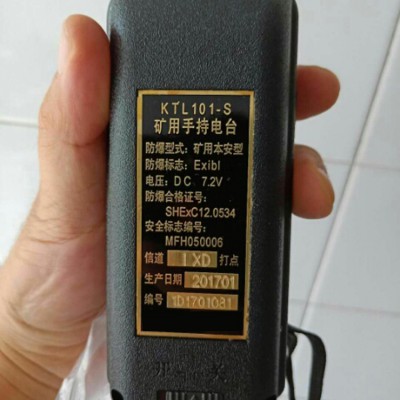 KTL101-S
矿用手持电台
防爆型式：矿用本安型
防爆标志：ExibI
电压：DC 7.2V
防爆合格证号：
SHExC12.0534
安全标志编号：
MFH050006
信道 1XD 打点
生产日期 201701
编号 1D1701081